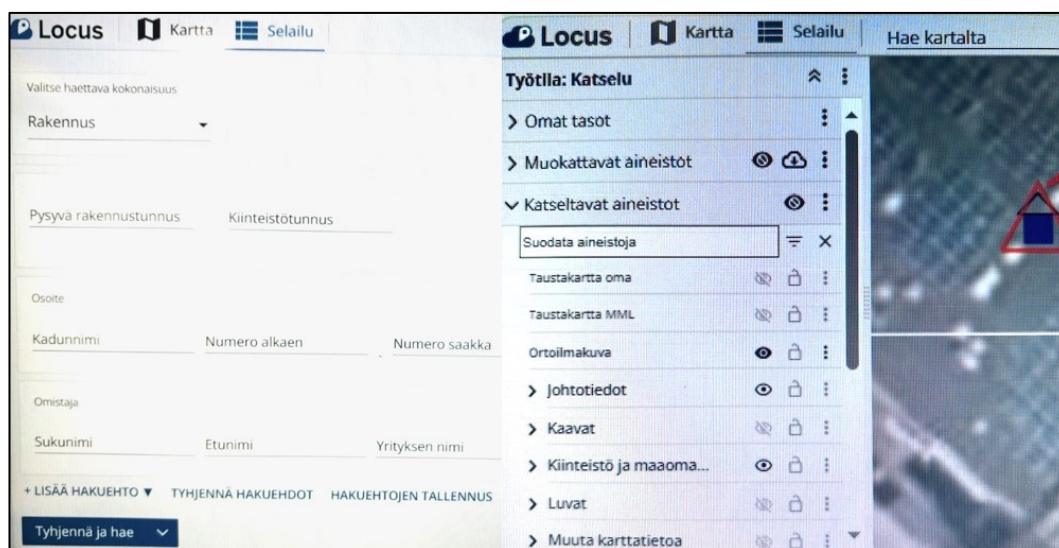 Locus Kartta Selailu
Valitse haettava kokonaisuus
Rakennus
Pysyvä rakennustunnus Kiinteistötunnus
Osoite
Kadunnimi Numero alkaen Numero saakka
Omistaja
Sukunimi Etunimi Yrityksen nimi
+ LISÄÄ HAKUEHTO TYHJENNÄ HAKUEHDOT HAKUEHTOJEN TALLENNUS
Tyhjennä ja hae
Locus Kartta Selailu Hae kartalta
Työtila: Katselu
Omat tasot
Muokattavat aineistot
Katseltavat aineistot
Suodata aineistoja
Taustakartta oma
Taustakartta MML
Ortoilmakuva
Johtotiedot
Kaavat
Kiinteistö ja maaoma...
Luvat
Muuta karttatietoa